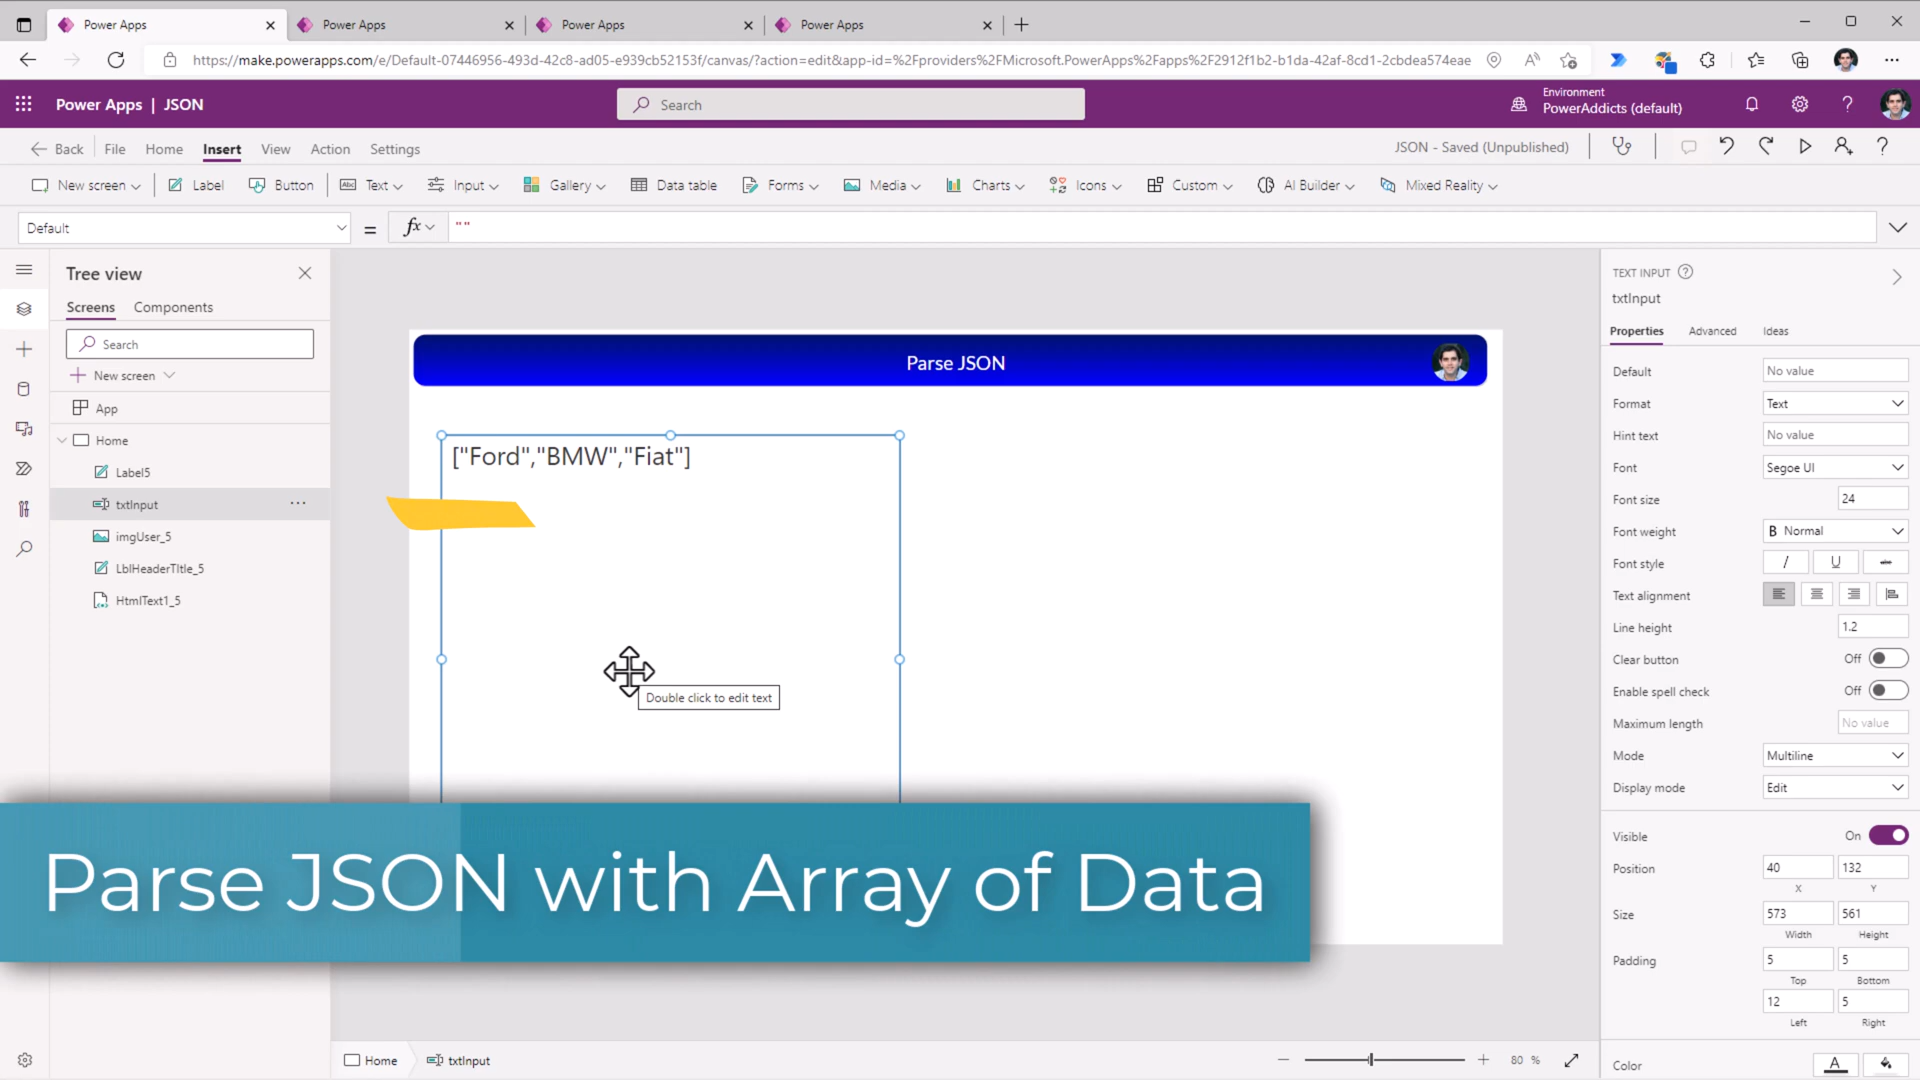 Power Apps
Power Apps
Power Apps
Power Apps
https://make.powerapps.com/e/Default-07446956-493d-42c8-ad05-e939cb52153f/canvas/?action=edit&app-id=%2Fproviders%2FMicrosoft.PowerApps%2Fapps%2F2912f1b2-b1da-42af-8cd1-2cbdea574eae
Power Apps | JSON
Search
Environment
PowerAddicts (default)
Back File Home Insert View Action Settings
JSON - Saved (Unpublished)
New screen Label Button Text Input Gallery Data table Forms Media Charts Icons Custom AI Builder Mixed Reality
Default = fx ""
Tree view
Screens Components
Search
New screen
App
Home
Label5
txtInput
imgUser_5
LblHeaderTItle_5
HtmlText1_5
Parse JSON
["Ford","BMW","Fiat"]
Double click to edit text
Parse JSON with Array of Data
Home txtInput
80 %
TEXT INPUT
txtInput
Properties Advanced Ideas
Default No value
Format Text
Hint text No value
Font Segoe UI
Font size 24
Font weight B Normal
Font style / U abc
Text alignment
Line height 1.2
Clear button Off
Enable spell check Off
Maximum length No value
Mode Multiline
Display mode Edit
Visible On
Position 40 132
X Y
Size 573 561
Width Height
Padding 5 5
Top Bottom
12 5
Left Right
Color A